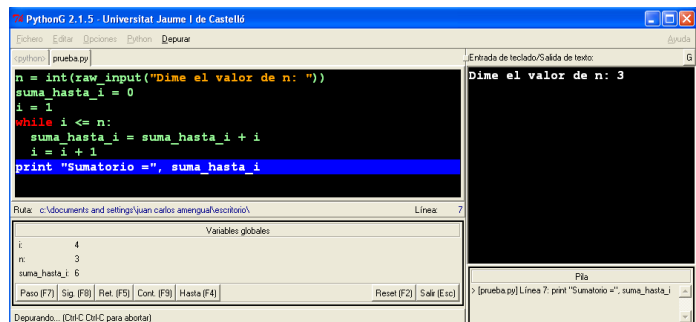 PythonG 2.1.5 - Universitat Jaume I de Castelló
Fichero Editar Opciones Python Depurar Ayuda
<pythong> prueba.py
n = int(raw_input("Dime el valor de n: "))
suma_hasta_i = 0
i = 1
while i <= n:
  suma_hasta_i = suma_hasta_i + i
  i = i + 1
print "Sumatorio =", suma_hasta_i
Ruta: c:\documents and settings\juan carlos amengual\escritorio\ Línea: 7
Variables globales
i: 4
n: 3
suma_hasta_i: 6
Paso (F7) Sig. (F8) Ret. (F5) Cont. (F9) Hasta (F4) Reset (F2) Salir (Esc)
Depurando... (Ctrl-C Ctrl-C para abortar)
Entrada de teclado/Salida de texto: G
Dime el valor de n: 3
Pila
> [prueba.py] Línea 7: print "Sumatorio =", suma_hasta_i